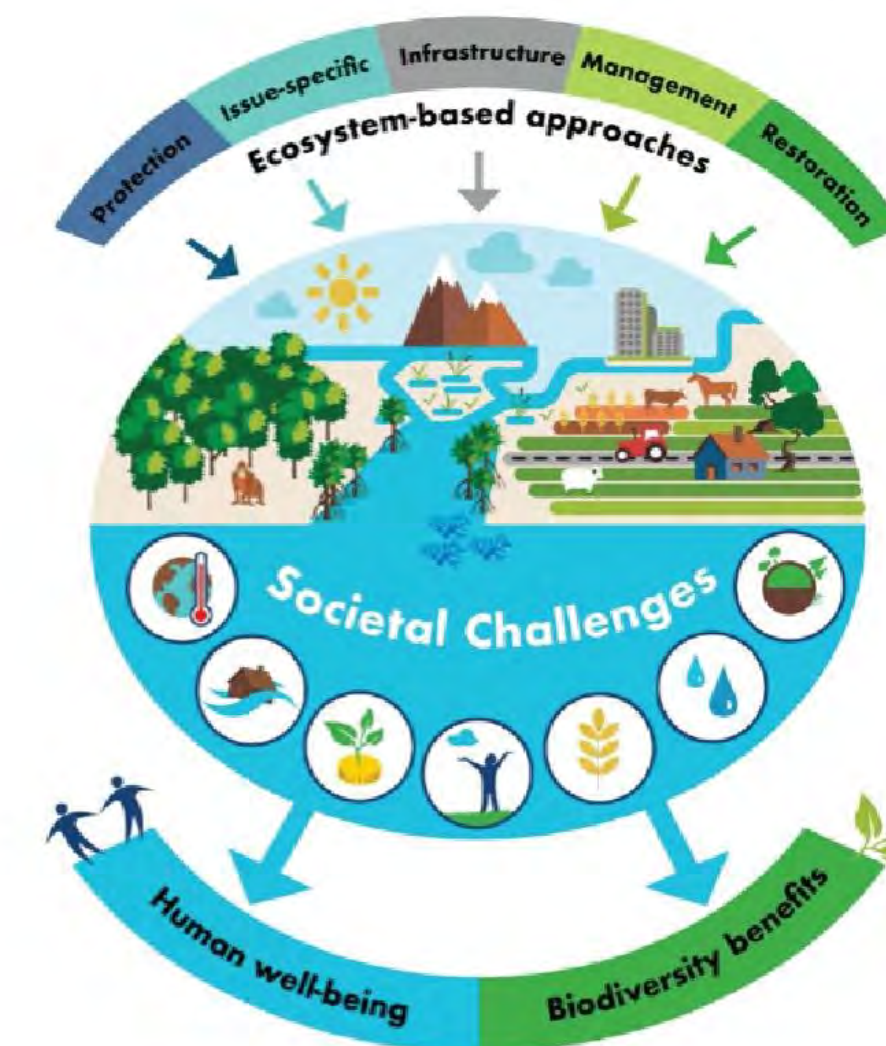 Protection
Issue-specific
Infrastructure
Management
Restoration
Ecosystem-based approaches
Societal Challenges
Human well-being
Biodiversity benefits